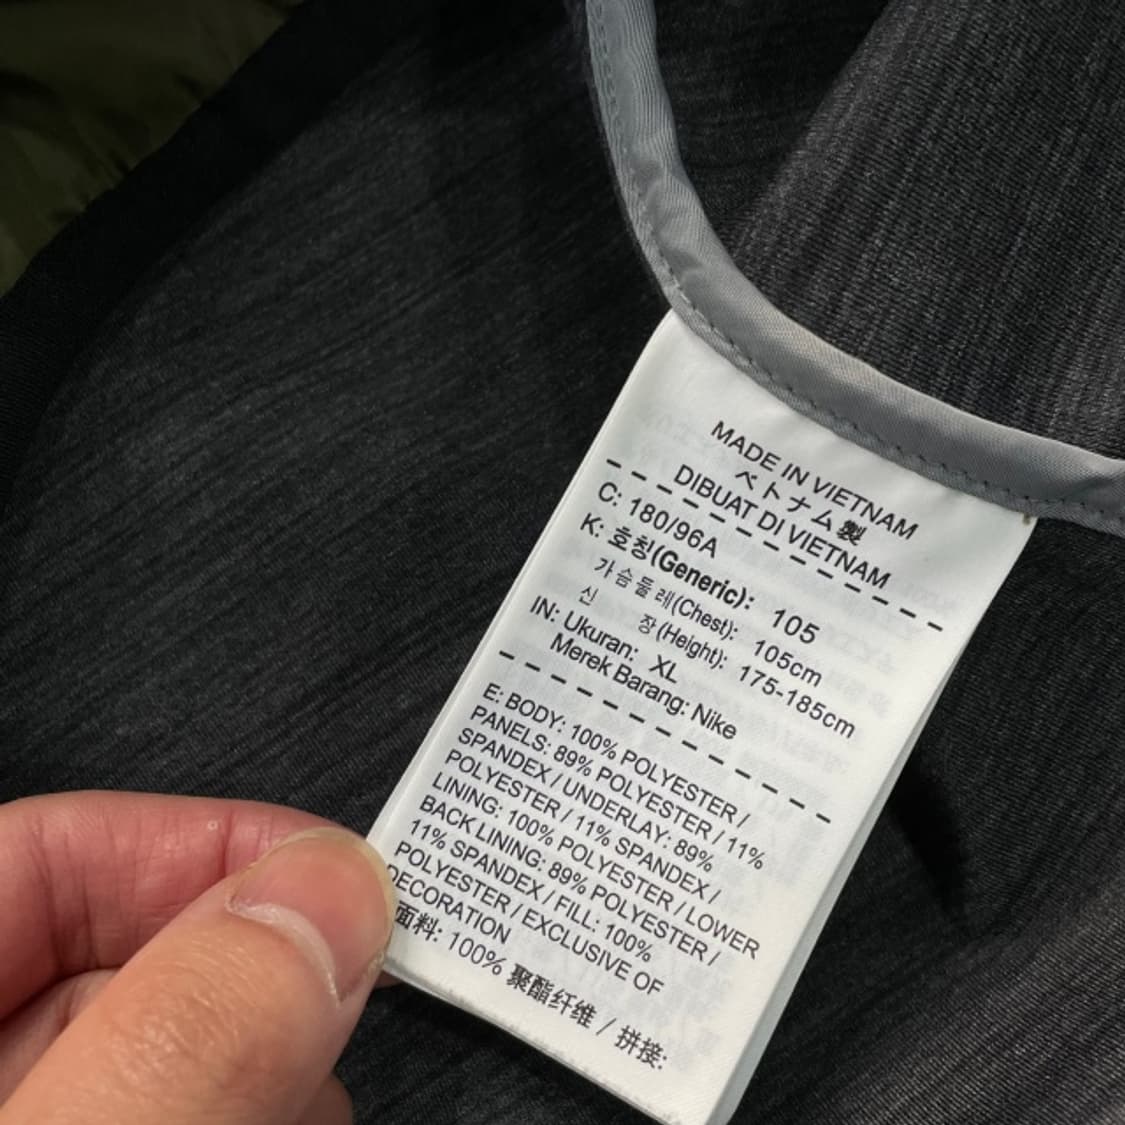 MADE IN VIETNAM
ベトナム製
DIBUAT DI VIETNAM
C: 180/96A
K: 호칭(Generic): 105
가슴둘레(Chest): 105cm
신 장(Height): 175-185cm
IN: Ukuran: XL
Merek Barang: Nike
E: BODY: 100% POLYESTER /
PANELS: 89% POLYESTER / 11%
SPANDEX / UNDERLAY: 89%
POLYESTER / 11% SPANDEX /
LINING: 100% POLYESTER / LOWER
BACK LINING: 89% POLYESTER /
11% SPANDEX / FILL: 100%
POLYESTER / EXCLUSIVE OF
DECORATION
面料: 100% 聚酯纤维 / 拼接: